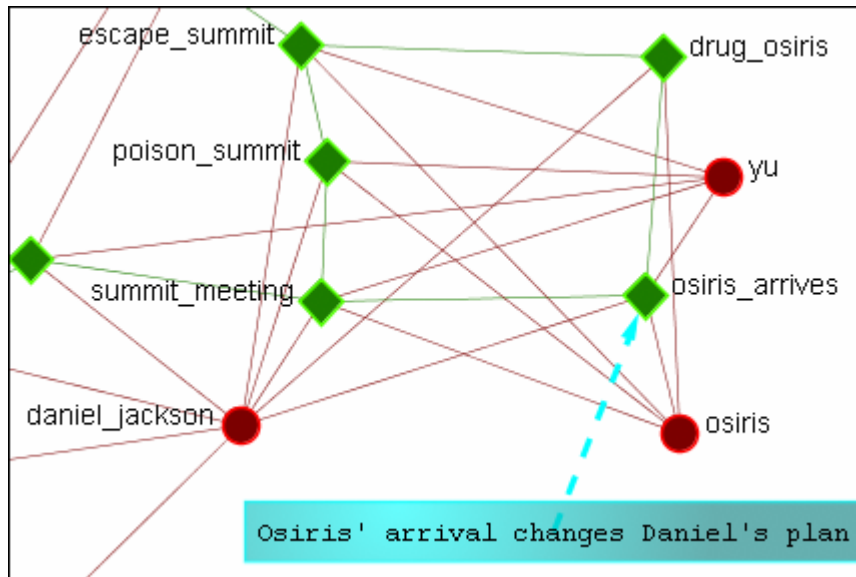 escape_summit
drug_osiris
poison_summit
yu
summit_meeting
osiris_arrives
daniel_jackson
osiris
Osiris' arrival changes Daniel's plan